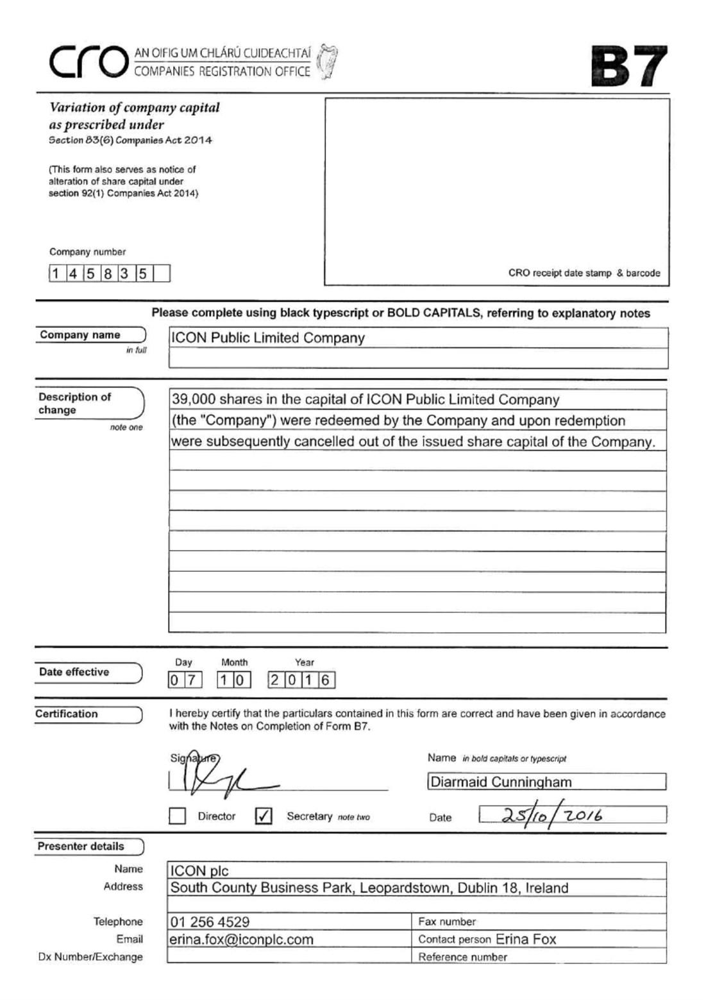 cro AN OIFIG UM CHLÁRÚ CUIDEACHTAÍ
COMPANIES REGISTRATION OFFICE
B7
Variation of company capital
as prescribed under
Section 83(6) Companies Act 2014
(This form also serves as notice of
alteration of share capital under
section 92(1) Companies Act 2014)
Company number
145835
CRO receipt date stamp & barcode
Please complete using black typescript or BOLD CAPITALS, referring to explanatory notes
Company name
in full
ICON Public Limited Company
Description of
change
note one
39,000 shares in the capital of ICON Public Limited Company
(the "Company") were redeemed by the Company and upon redemption
were subsequently cancelled out of the issued share capital of the Company.
Day Month Year
Date effective 07 10 2016
Certification
I hereby certify that the particulars contained in this form are correct and have been given in accordance
with the Notes on Completion of Form B7.
Signature
Name in bold capitals or typescript
Diarmaid Cunningham
Director ✓ Secretary note two
Date 25/10/2016
Presenter details
Name ICON plc
Address South County Business Park, Leopardstown, Dublin 18, Ireland
Telephone 01 256 4529 Fax number
Email erina.fox@iconplc.com Contact person Erina Fox
Dx Number/Exchange Reference number